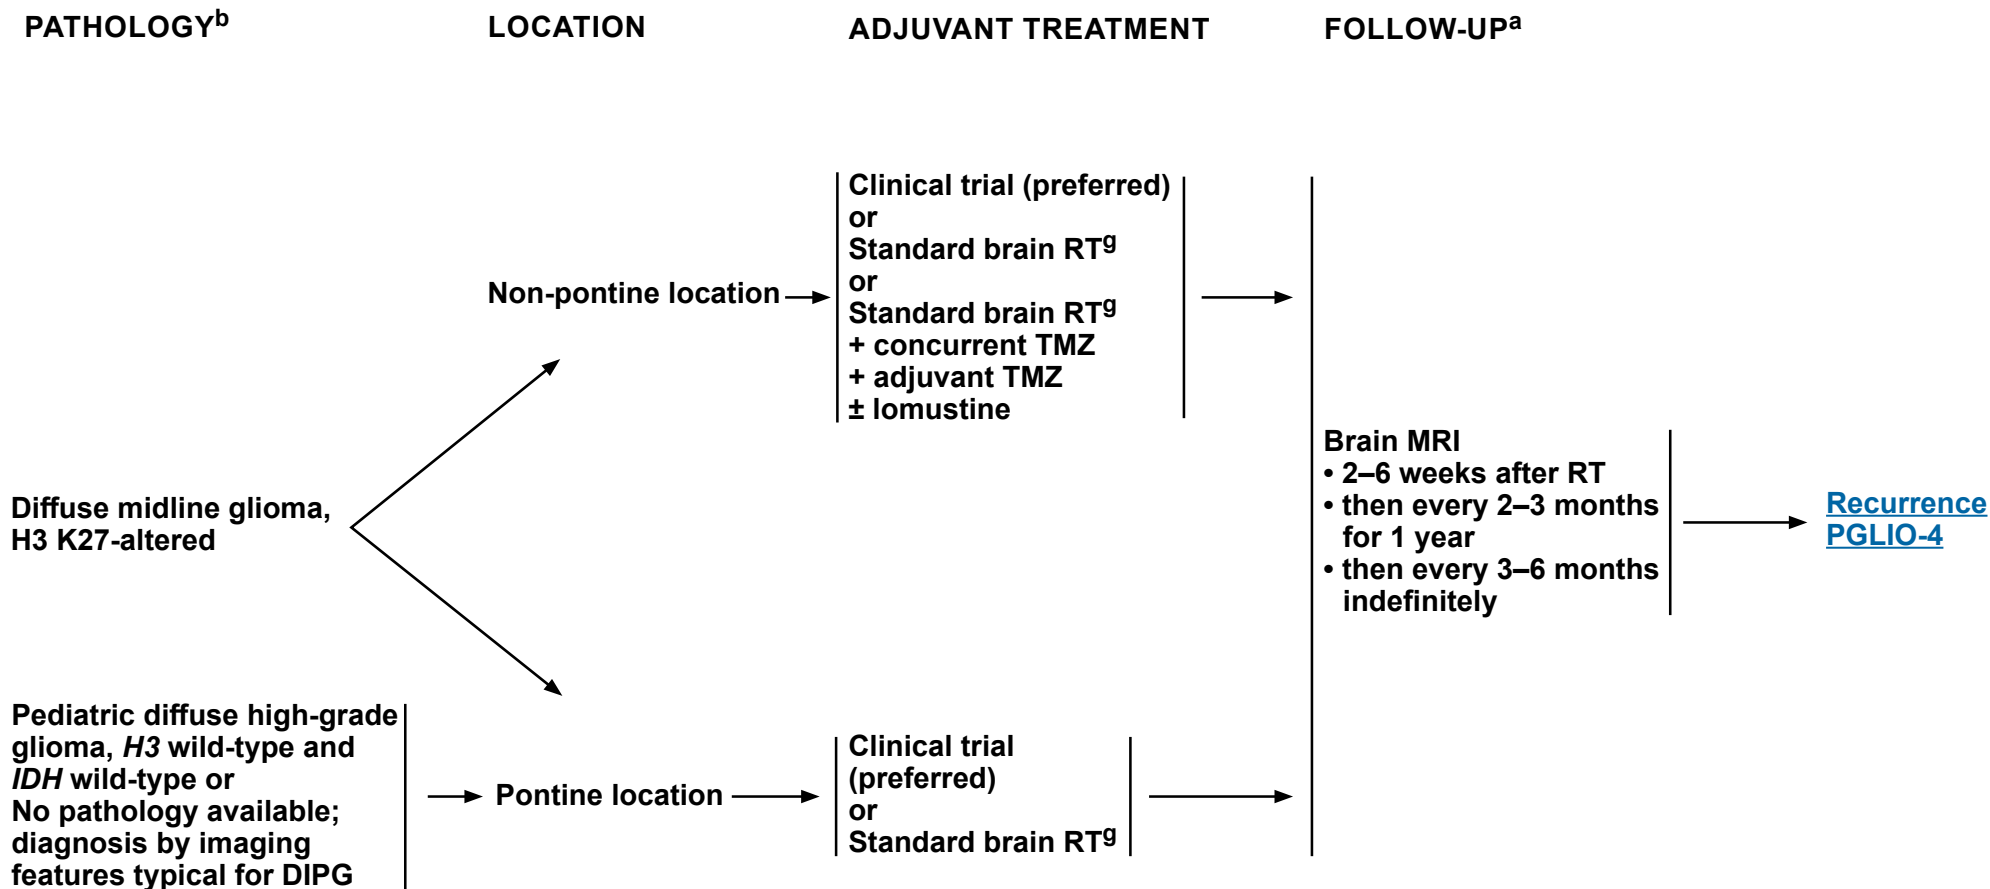 PATHOLOGYb
LOCATION
ADJUVANT TREATMENT
FOLLOW-UPa
Clinical trial (preferred)
or
Standard brain RTg
or
Standard brain RTg
+ concurrent TMZ
+ adjuvant TMZ
± lomustine
Non-pontine location
Diffuse midline glioma,
H3 K27-altered
Brain MRI
• 2–6 weeks after RT
• then every 2–3 months
for 1 year
• then every 3–6 months
indefinitely
Recurrence
PGLIO-4
Pediatric diffuse high-grade
glioma, H3 wild-type and
IDH wild-type or
No pathology available;
diagnosis by imaging
features typical for DIPG
Pontine location
Clinical trial
(preferred)
or
Standard brain RTg